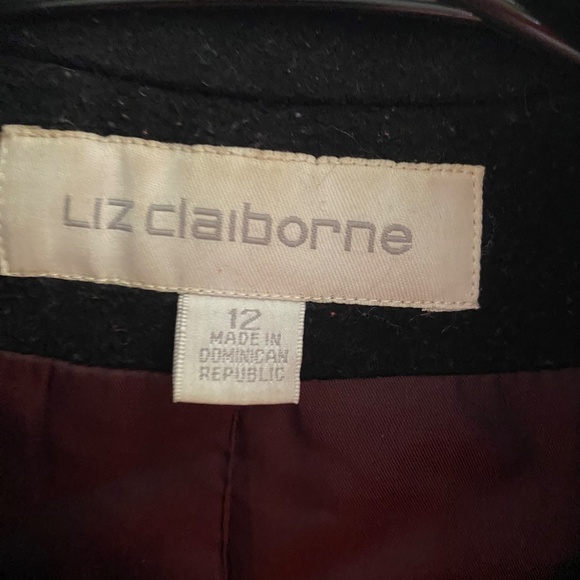 LIZ claiborne
12
MADE IN
DOMINICAN
REPUBLIC